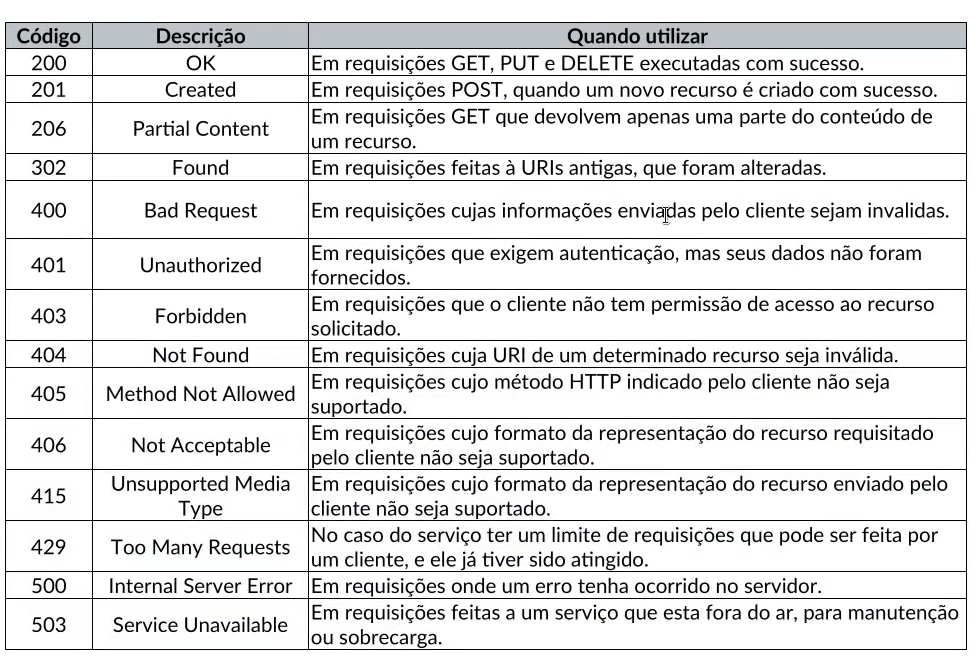 Código Descrição Quando utilizar
200 OK Em requisições GET, PUT e DELETE executadas com sucesso.
201 Created Em requisições POST, quando um novo recurso é criado com sucesso.
206 Partial Content Em requisições GET que devolvem apenas uma parte do conteúdo de
um recurso.
302 Found Em requisições feitas à URIs antigas, que foram alteradas.
400 Bad Request Em requisições cujas informações enviadas pelo cliente sejam invalidas.
401 Unauthorized Em requisições que exigem autenticação, mas seus dados não foram
fornecidos.
403 Forbidden Em requisições que o cliente não tem permissão de acesso ao recurso
solicitado.
404 Not Found Em requisições cuja URI de um determinado recurso seja inválida.
405 Method Not Allowed Em requisições cujo método HTTP indicado pelo cliente não seja
suportado.
406 Not Acceptable Em requisições cujo formato da representação do recurso requisitado
pelo cliente não seja suportado.
415 Unsupported Media
Type Em requisições cujo formato da representação do recurso enviado pelo
cliente não seja suportado.
429 Too Many Requests No caso do serviço ter um limite de requisições que pode ser feita por
um cliente, e ele já tiver sido atingido.
500 Internal Server Error Em requisições onde um erro tenha ocorrido no servidor.
503 Service Unavailable Em requisições feitas a um serviço que esta fora do ar, para manutenção
ou sobrecarga.